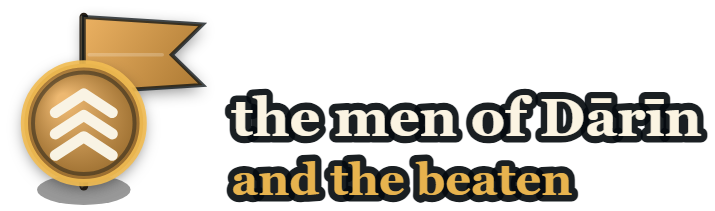 the men of Dārīn
and the beaten